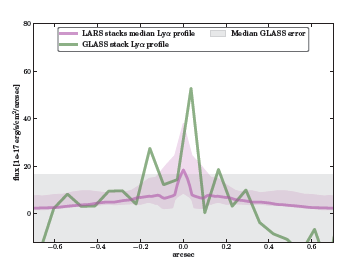 80
LARS stacks median Lyα profile
Median GLASS error
GLASS stack Lyα profile
60
40
20
0
flux [1e-17 erg/s/cm²/arcsec]
−0.6 −0.4 −0.2 0.0 0.2 0.4 0.6
arcsec